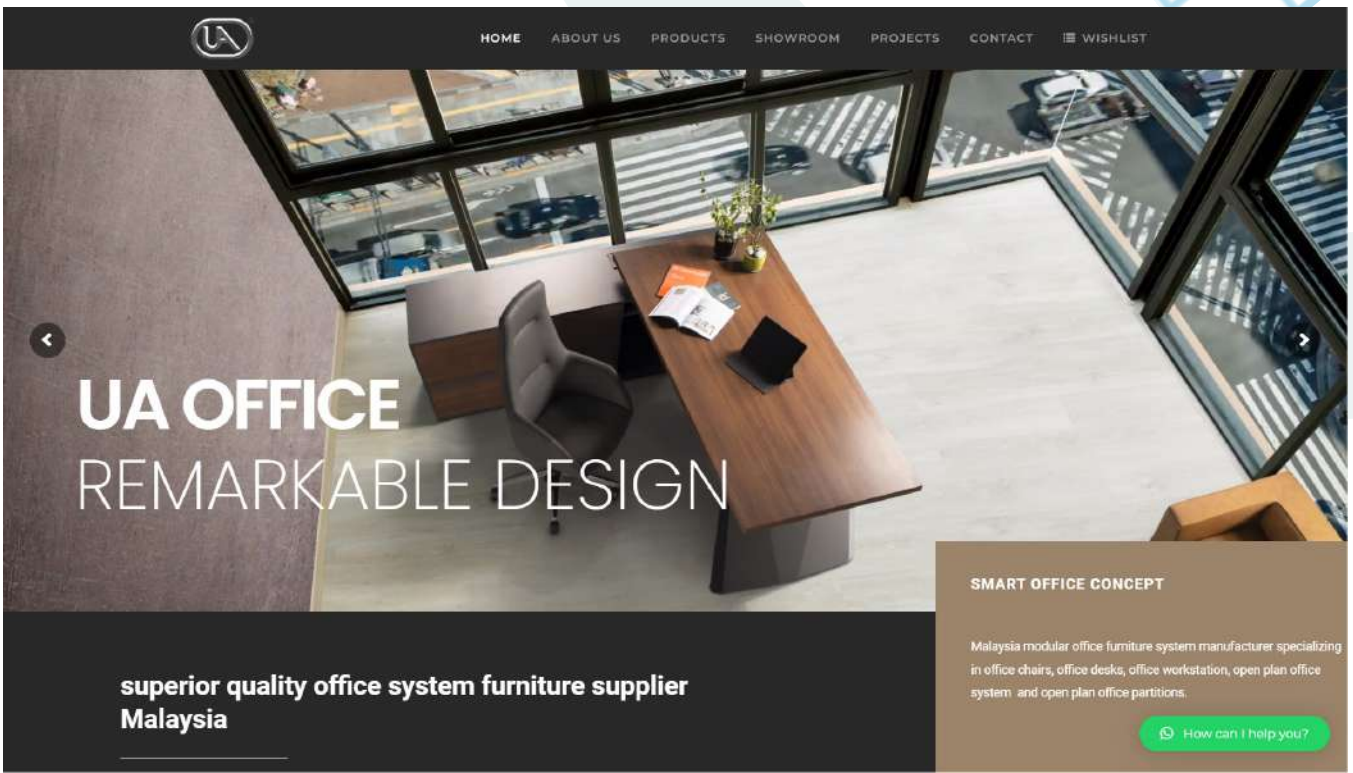 UA
HOME ABOUT US PRODUCTS SHOWROOM PROJECTS CONTACT WISHLIST
UA OFFICE
REMARKABLE DESIGN
superior quality office system furniture supplier
Malaysia
SMART OFFICE CONCEPT
Malaysia modular office furniture system manufacturer specializing
in office chairs, office desks, office workstation, open plan office
system and open plan office partitions.
How can I help you?